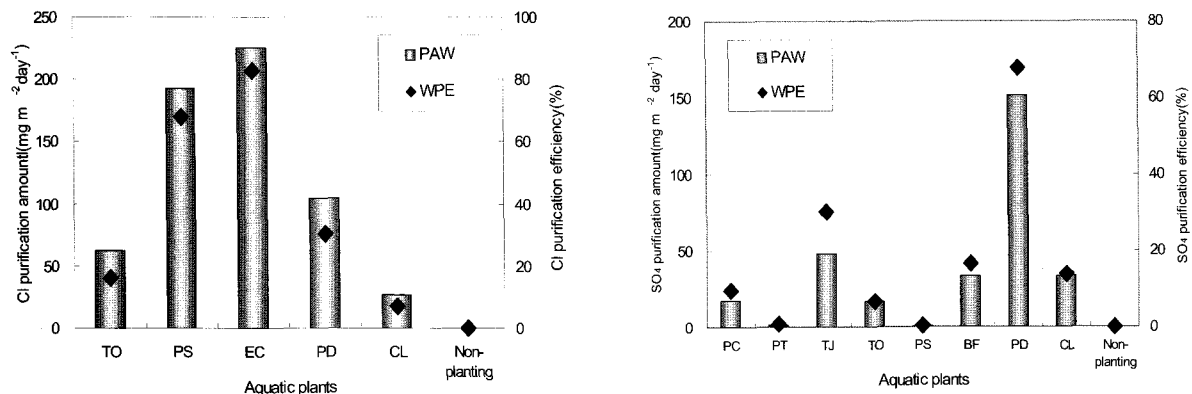 Cl purification amountl(mg m -2 day-1)
250
200
150
100
50
0
PAW
WPE
100
80
60
40
20
0
Cl purification efficiency(%)
TO PS EC PD CL Non-planting
Aquatic plants
SO4 purification amount(mg m -2 day-1)
200
150
100
50
0
PAW
WPE
80
60
40
20
0
SO4 purification efficiency(%)
PC PT TJ TO PS BF PD CL Non-planting
Aquatic plants